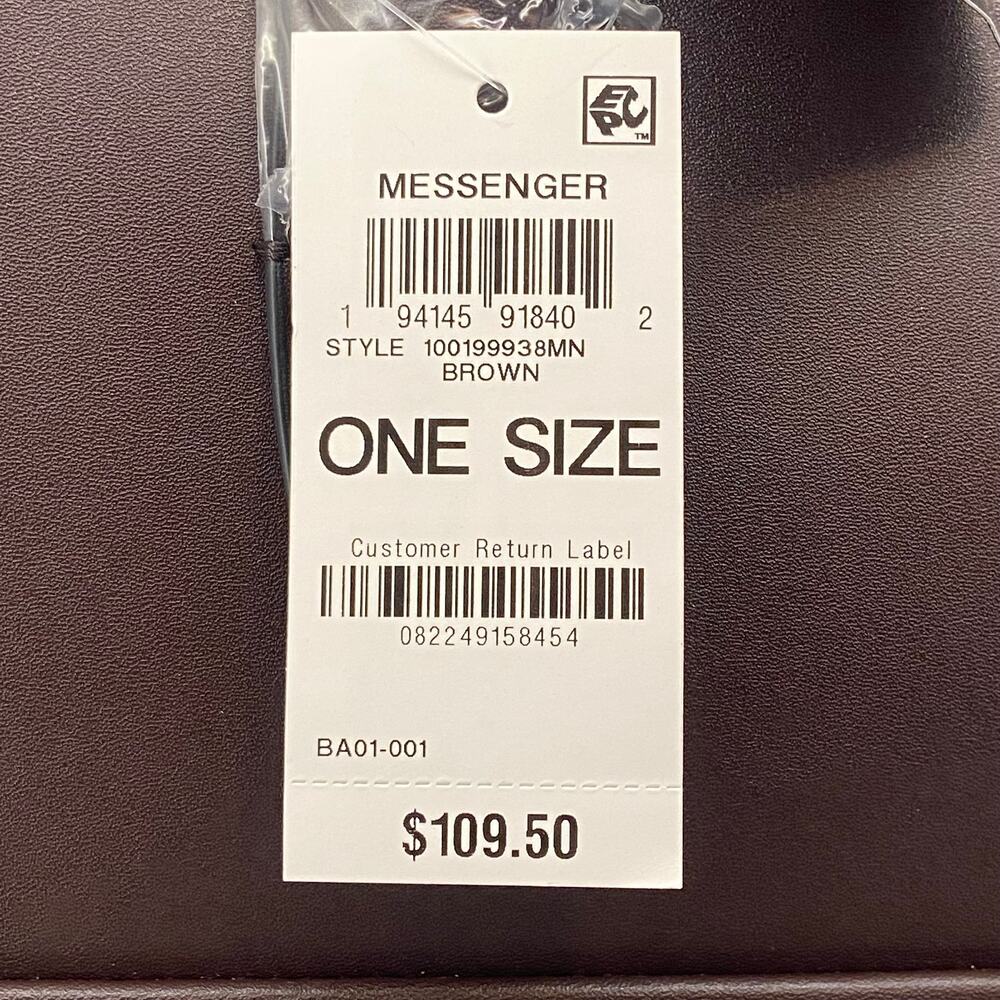 EPC
TM
MESSENGER
1 94145 91840 2
STYLE 100199938MN
BROWN
ONE SIZE
Customer Return Label
082249158454
BA01-001
$109.50